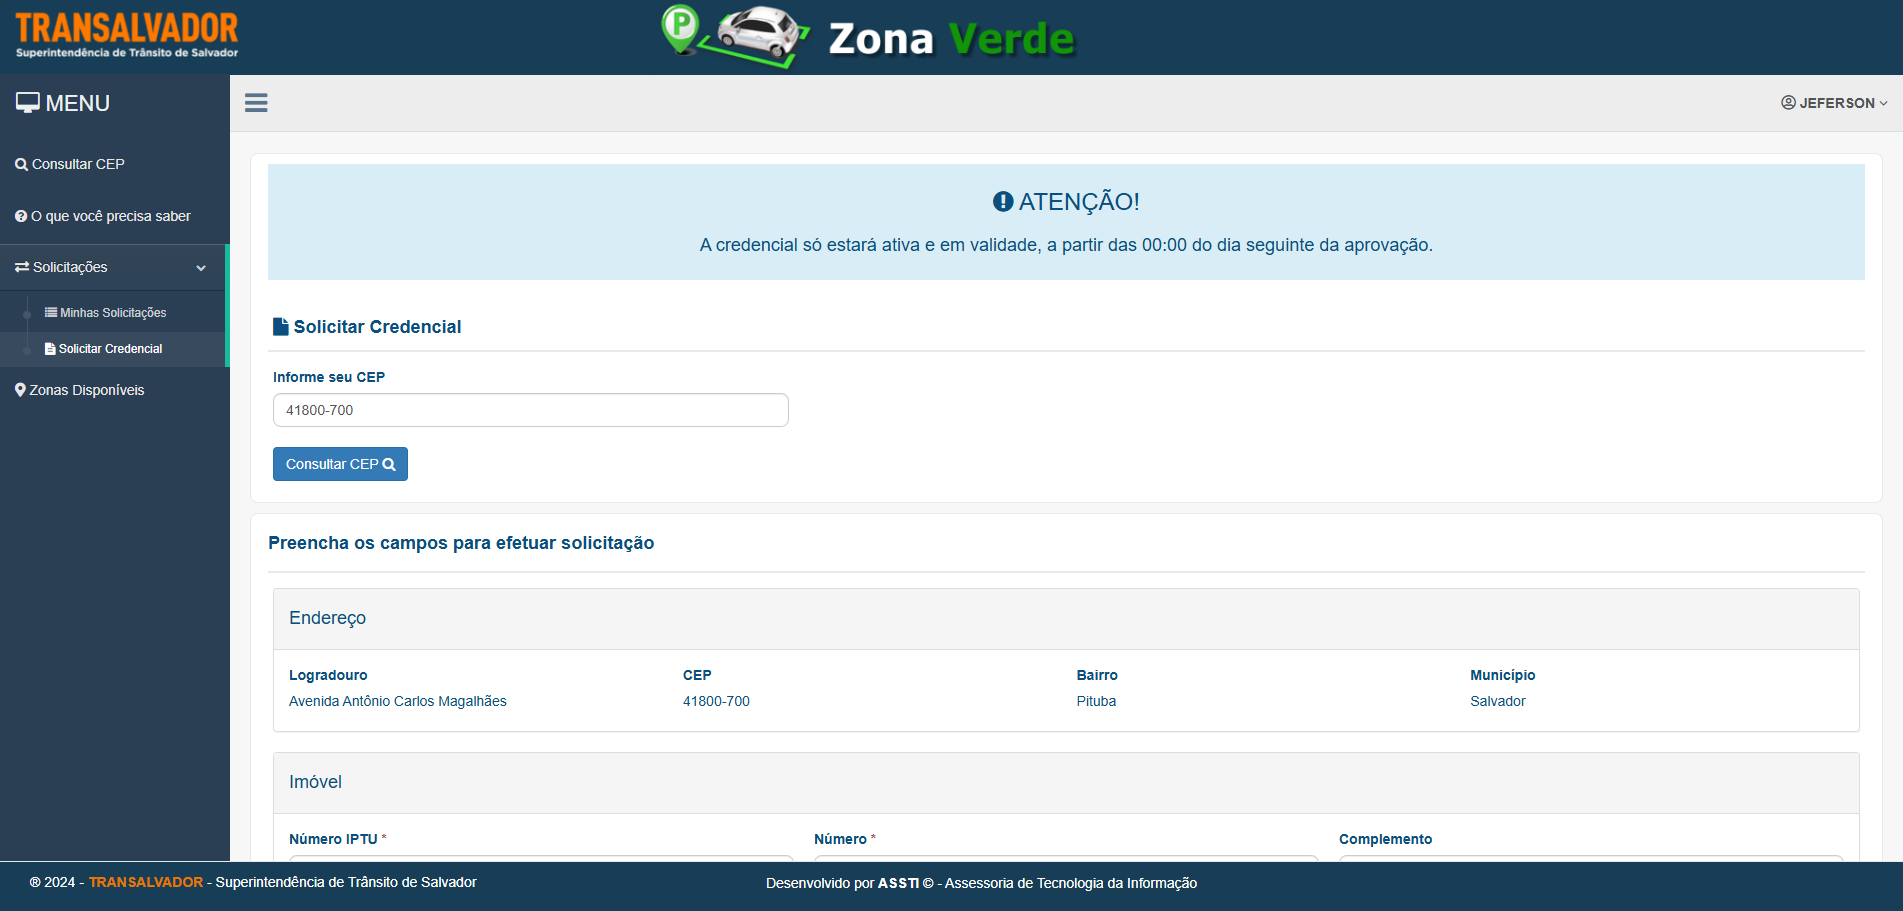 TRANSALVADOR
Superintendência de Trânsito de Salvador
P
Zona Verde
MENU
JEFERSON
Consultar CEP
O que você precisa saber
Solicitações
Minhas Solicitações
Solicitar Credencial
Zonas Disponíveis
ATENÇÃO!
A credencial só estará ativa e em validade, a partir das 00:00 do dia seguinte da aprovação.
Solicitar Credencial
Informe seu CEP
41800-700
Consultar CEP
Preencha os campos para efetuar solicitação
Endereço
Logradouro CEP Bairro Município
Avenida Antônio Carlos Magalhães 41800-700 Pituba Salvador
Imóvel
Número IPTU * Número * Complemento
® 2024 - TRANSALVADOR - Superintendência de Trânsito de Salvador
Desenvolvido por ASSTI © - Assessoria de Tecnologia da Informação